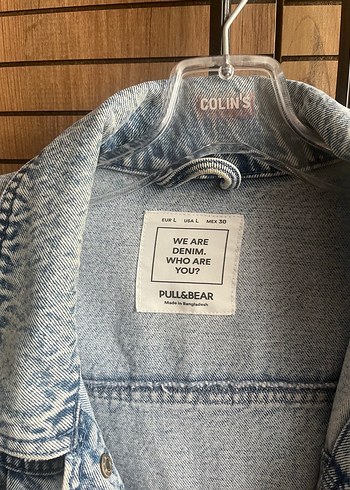 COLIN'S
EUR L USA L MEX 30
WE ARE
DENIM.
WHO ARE
YOU?
PULL&BEAR
Made in Bangladesh